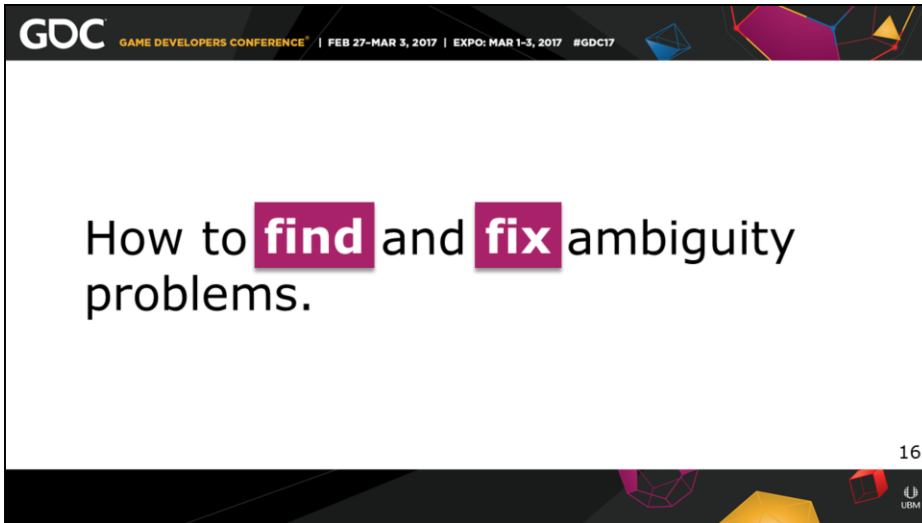 GDC GAME DEVELOPERS CONFERENCE® | FEB 27–MAR 3, 2017 | EXPO: MAR 1–3, 2017 #GDC17
How to find and fix ambiguity
problems.
16
UBM